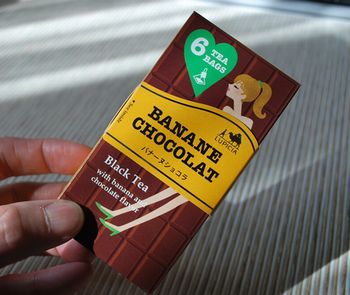 6
TEA
BAGS
BANANE
CHOCOLAT
バナーヌショコラ
LUPICIA
Black Tea
with banana and
chocolate flavor